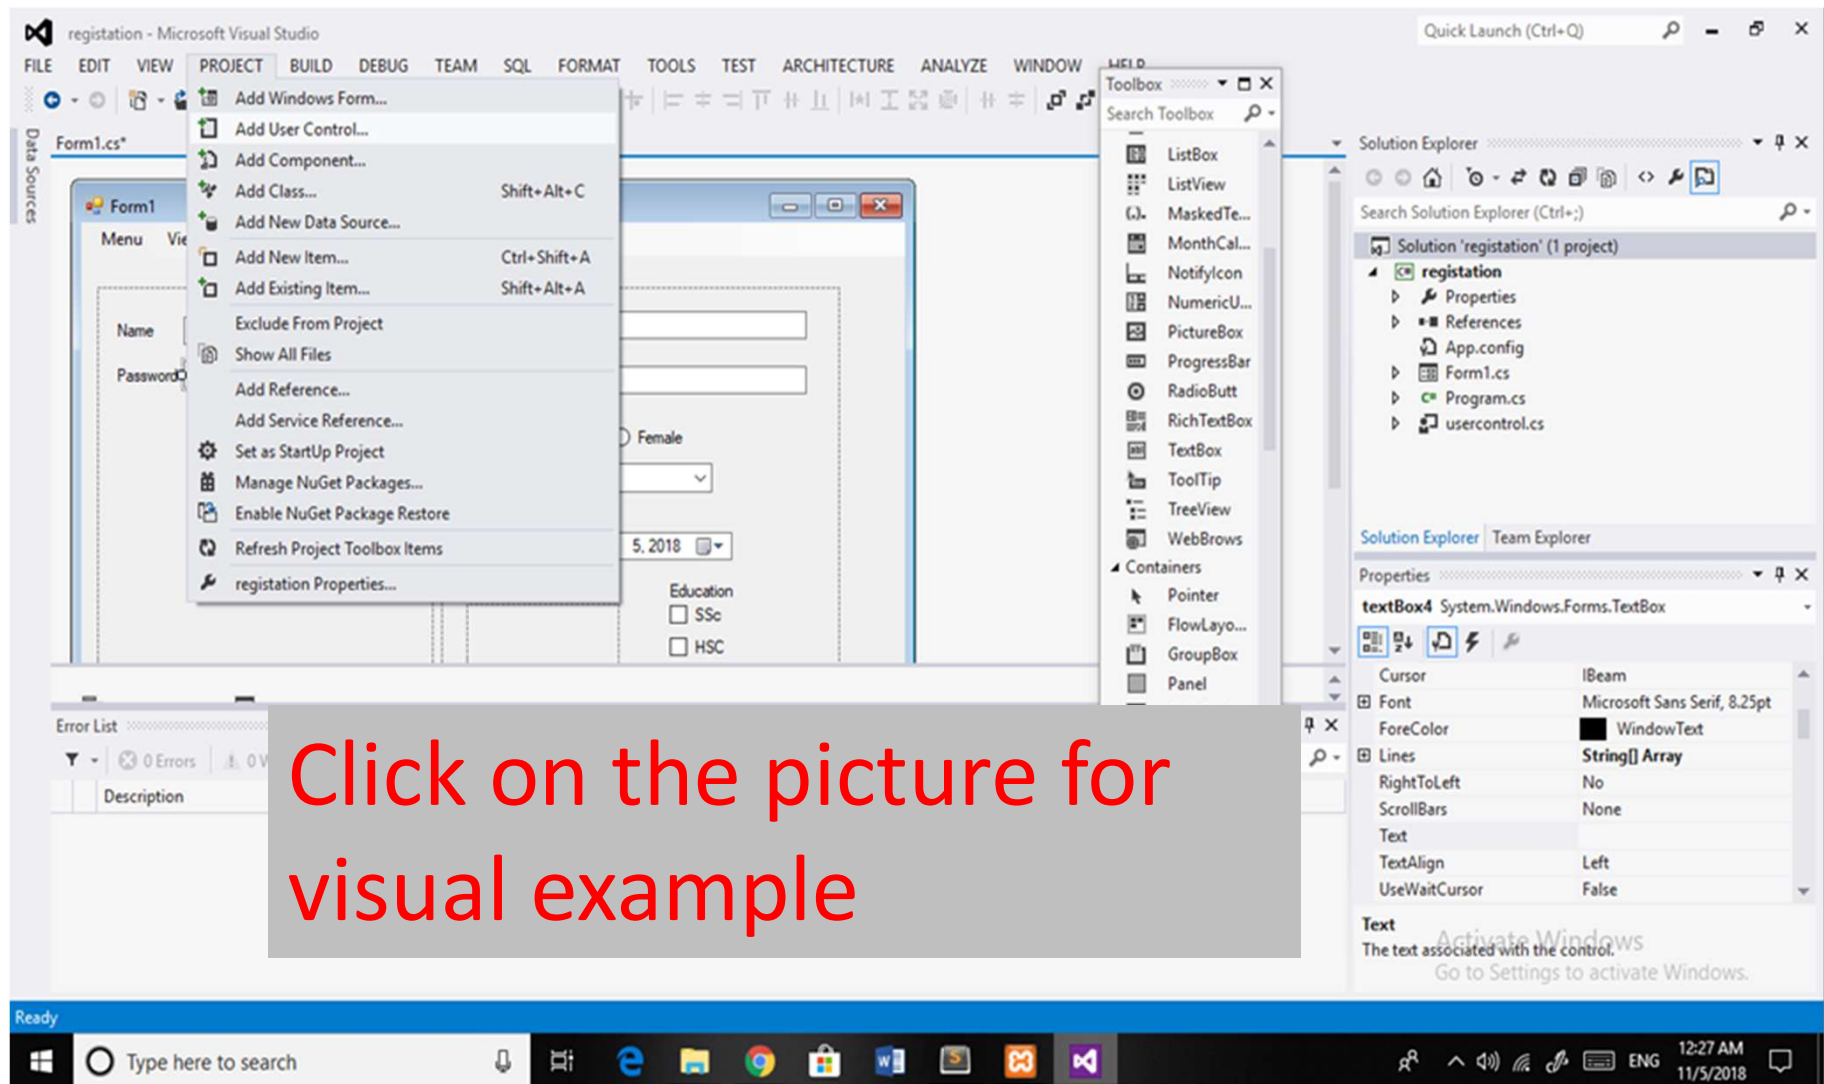 registation - Microsoft Visual Studio
Quick Launch (Ctrl+Q)
FILE EDIT VIEW PROJECT BUILD DEBUG TEAM SQL FORMAT TOOLS TEST ARCHITECTURE ANALYZE WINDOW HELP
Data Sources
Form1.cs*
Form1
Menu
Name
Password
Add Windows Form...
Add User Control...
Add Component...
Add Class... Shift+Alt+C
Add New Data Source...
Add New Item... Ctrl+Shift+A
Add Existing Item... Shift+Alt+A
Exclude From Project
Show All Files
Add Reference...
Add Service Reference...
Set as StartUp Project
Manage NuGet Packages...
Enable NuGet Package Restore
Refresh Project Toolbox Items
registation Properties...
Female
5, 2018
Education
SSc
HSC
Toolbox
Search Toolbox
ListBox
ListView
MaskedTe...
MonthCal...
NotifyIcon
NumericU...
PictureBox
ProgressBar
RadioButt
RichTextBox
TextBox
ToolTip
TreeView
WebBrows
Containers
Pointer
FlowLayo...
GroupBox
Panel
Solution Explorer
Search Solution Explorer (Ctrl+;)
Solution 'registation' (1 project)
registation
Properties
References
App.config
Form1.cs
Program.cs
usercontrol.cs
Solution Explorer Team Explorer
Properties
textBox4 System.Windows.Forms.TextBox
Cursor IBeam
Font Microsoft Sans Serif, 8.25pt
ForeColor WindowText
Lines String[] Array
RightToLeft No
ScrollBars None
Text
TextAlign Left
UseWaitCursor False
Text
The text associated with the control.
Activate Windows
Go to Settings to activate Windows.
Error List
0 Errors 0
Description
Click on the picture for
visual example
Ready
Type here to search
ENG
12:27 AM
11/5/2018